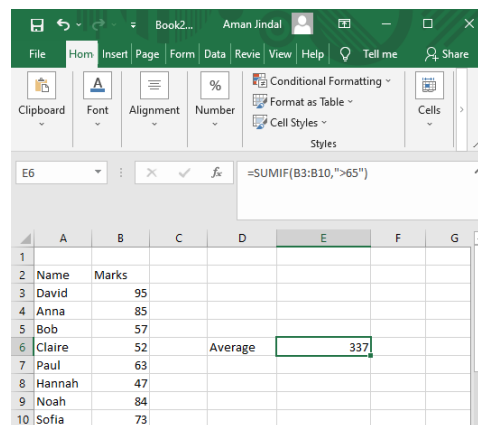 Book2... Aman Jindal
File Hom Insert Page Form Data Revie View Help Tell me Share
Clipboard Font Alignment % Number Conditional Formatting Format as Table Cell Styles Styles Cells
E6 fx =SUMIF(B3:B10,">65")
A B C D E F G
1
2 Name Marks
3 David 95
4 Anna 85
5 Bob 57
6 Claire 52 Average 337
7 Paul 63
8 Hannah 47
9 Noah 84
10 Sofia 73